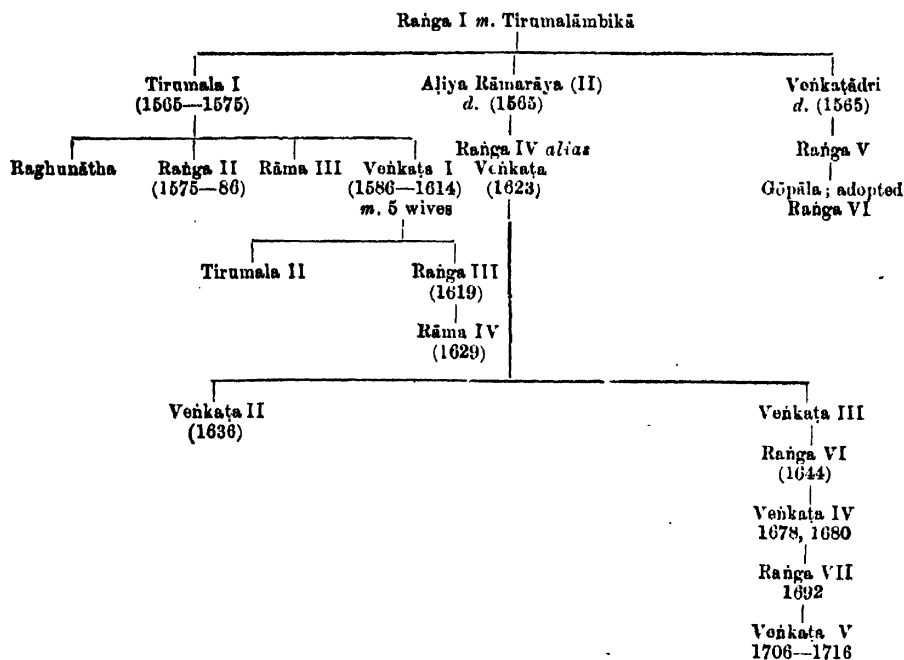 Raṅga I m. Tirumalāmbikā
Tirumala I
(1565—1575)
Aḷiya Rāmarāya (II)
d. (1565)
Veṅkaṭādri
d. (1565)
Raghunātha
Raṅga II
(1575—86)
Rāma III
Veṅkaṭa I
(1586—1614)
m. 5 wives
Raṅga IV alias
Veṅkaṭa
(1623)
Raṅga V
Gōpāla; adopted
Raṅga VI
Tirumala II
Raṅga III
(1619)
Rāma IV
(1629)
Veṅkaṭa II
(1636)
Veṅkaṭa III
Raṅga VI
(1644)
Veṅkaṭa IV
1678, 1680
Raṅga VII
1692
Veṅkaṭa V
1706—1716